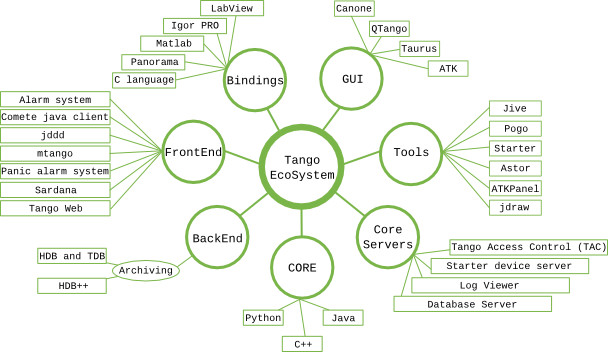 LabView
Igor PRO
Matlab
Panorama
C language
Bindings
Canone
QTango
Taurus
ATK
GUI
Alarm system
Comete java client
jddd
mtango
Panic alarm system
Sardana
Tango Web
FrontEnd
Tango
EcoSystem
Tools
Jive
Pogo
Starter
Astor
ATKPanel
jdraw
BackEnd
HDB and TDB
Archiving
HDB++
CORE
Python
Java
C++
Core
Servers
Tango Access Control (TAC)
Starter device server
Log Viewer
Database Server